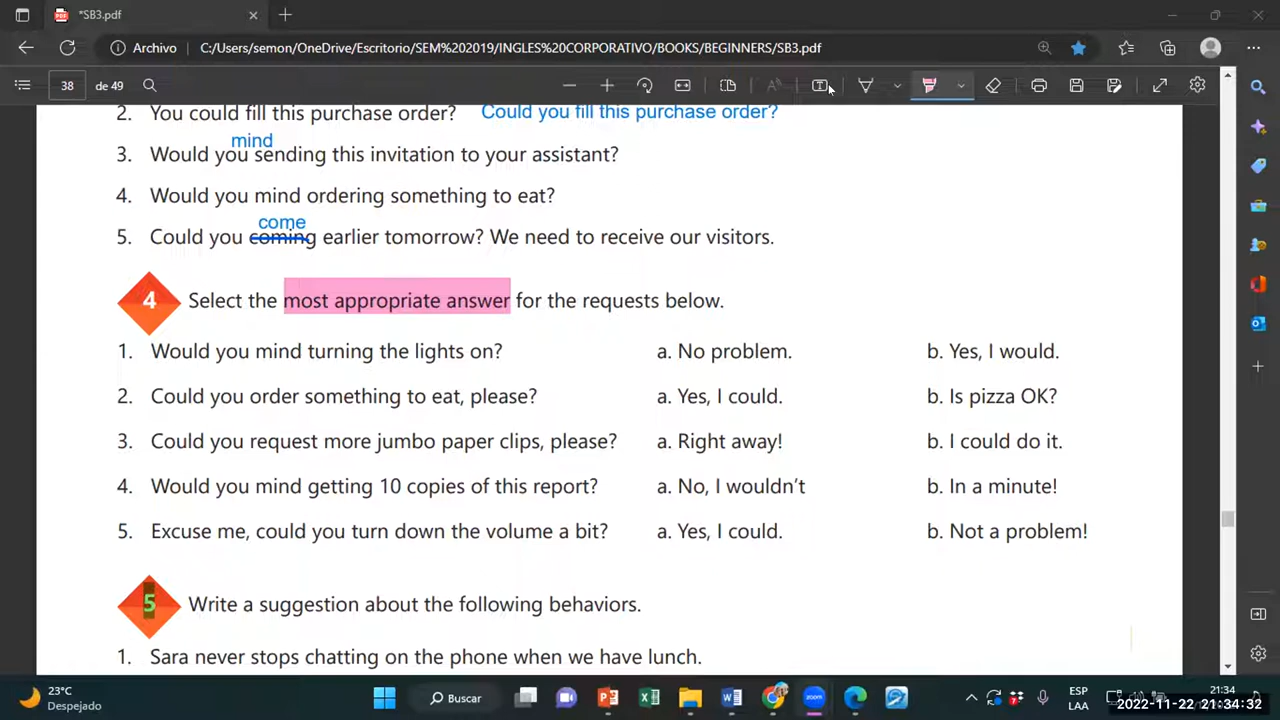 *SB3.pdf
Archivo C:/Users/semon/OneDrive/Escritorio/SEM%202019/INGLES%20CORPORATIVO/BOOKS/BEGINNERS/SB3.pdf
38 de 49
2. You could fill this purchase order? Could you fill this purchase order?
mind
3. Would you sending this invitation to your assistant?
4. Would you mind ordering something to eat?
come
5. Could you coming earlier tomorrow? We need to receive our visitors.
4 Select the most appropriate answer for the requests below.
1. Would you mind turning the lights on? a. No problem. b. Yes, I would.
2. Could you order something to eat, please? a. Yes, I could. b. Is pizza OK?
3. Could you request more jumbo paper clips, please? a. Right away! b. I could do it.
4. Would you mind getting 10 copies of this report? a. No, I wouldn't b. In a minute!
5. Excuse me, could you turn down the volume a bit? a. Yes, I could. b. Not a problem!
5 Write a suggestion about the following behaviors.
1. Sara never stops chatting on the phone when we have lunch.
23°C
Despejado
Buscar
ESP
LAA
21:34
2022-11-22 21:34:32